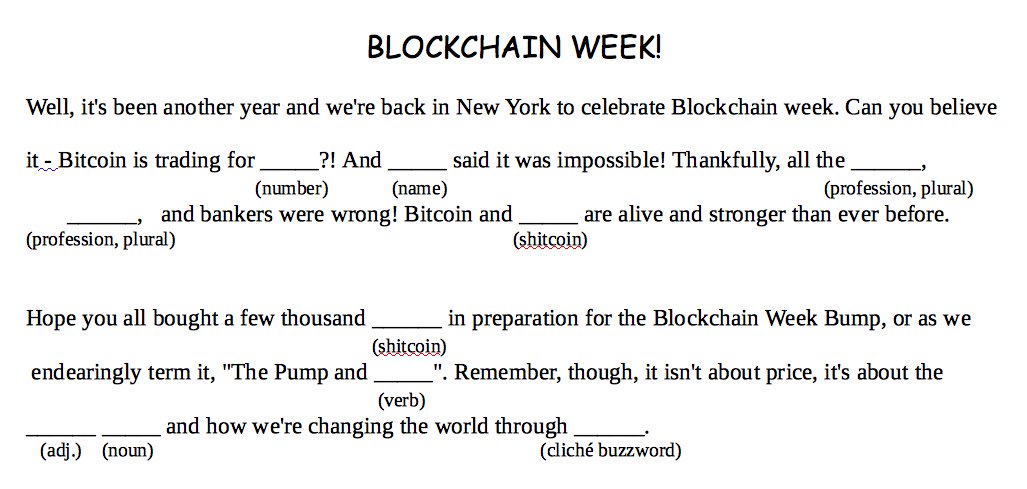 BLOCKCHAIN WEEK!
Well, it's been another year and we're back in New York to celebrate Blockchain week. Can you believe
it - Bitcoin is trading for _____?! And _____ said it was impossible! Thankfully, all the ______,
(number) (name) (profession, plural)
______, and bankers were wrong! Bitcoin and _____ are alive and stronger than ever before.
(profession, plural) (shitcoin)
Hope you all bought a few thousand ______ in preparation for the Blockchain Week Bump, or as we
(shitcoin)
endearingly term it, "The Pump and _____". Remember, though, it isn't about price, it's about the
(verb)
______ _____ and how we're changing the world through ______.
(adj.) (noun) (cliché buzzword)